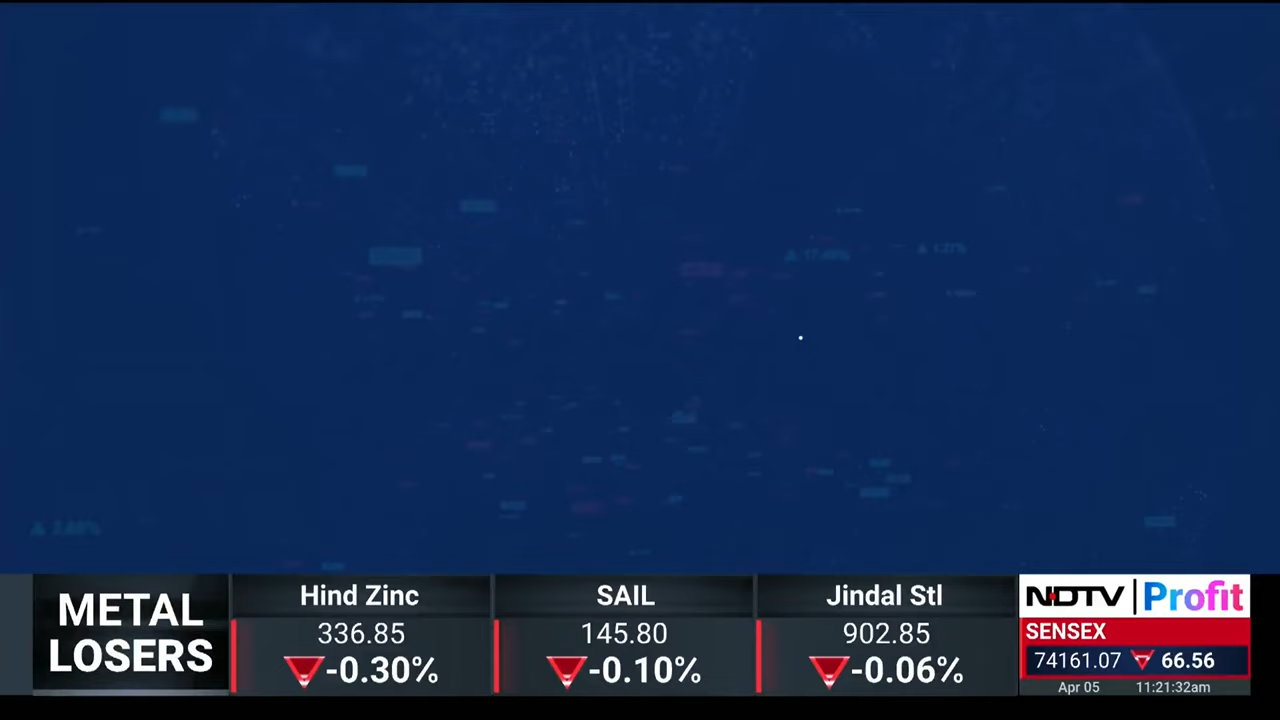 METAL
LOSERS
Hind Zinc
336.85
-0.30%
SAIL
145.80
-0.10%
Jindal Stl
902.85
-0.06%
NDTV Profit
SENSEX
74161.07 66.56
Apr 05 11:21:32am